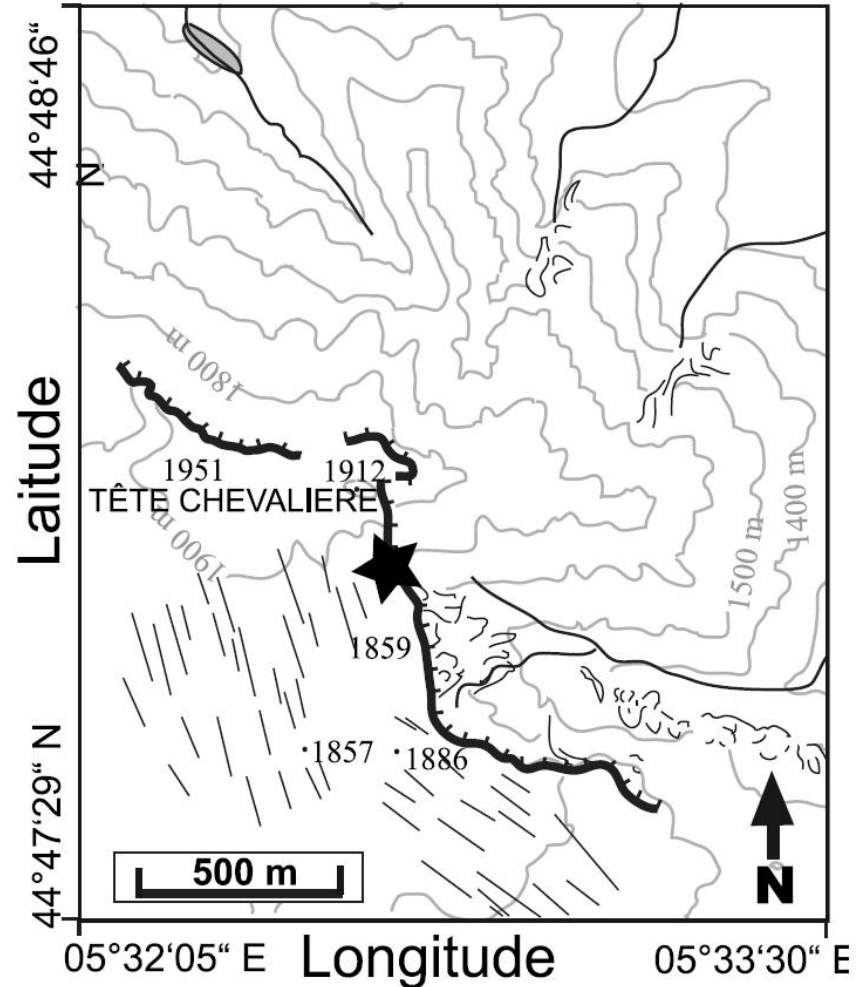 44°48‘46“
N
1800 m
1951
1912
TÊTE CHEVALIERE
1900 m
1400 m
1500 m
Laitude
1859
1857
1886
44°47‘29“ N
500 m
N
05°32‘05“ E
Longitude
05°33‘30“ E